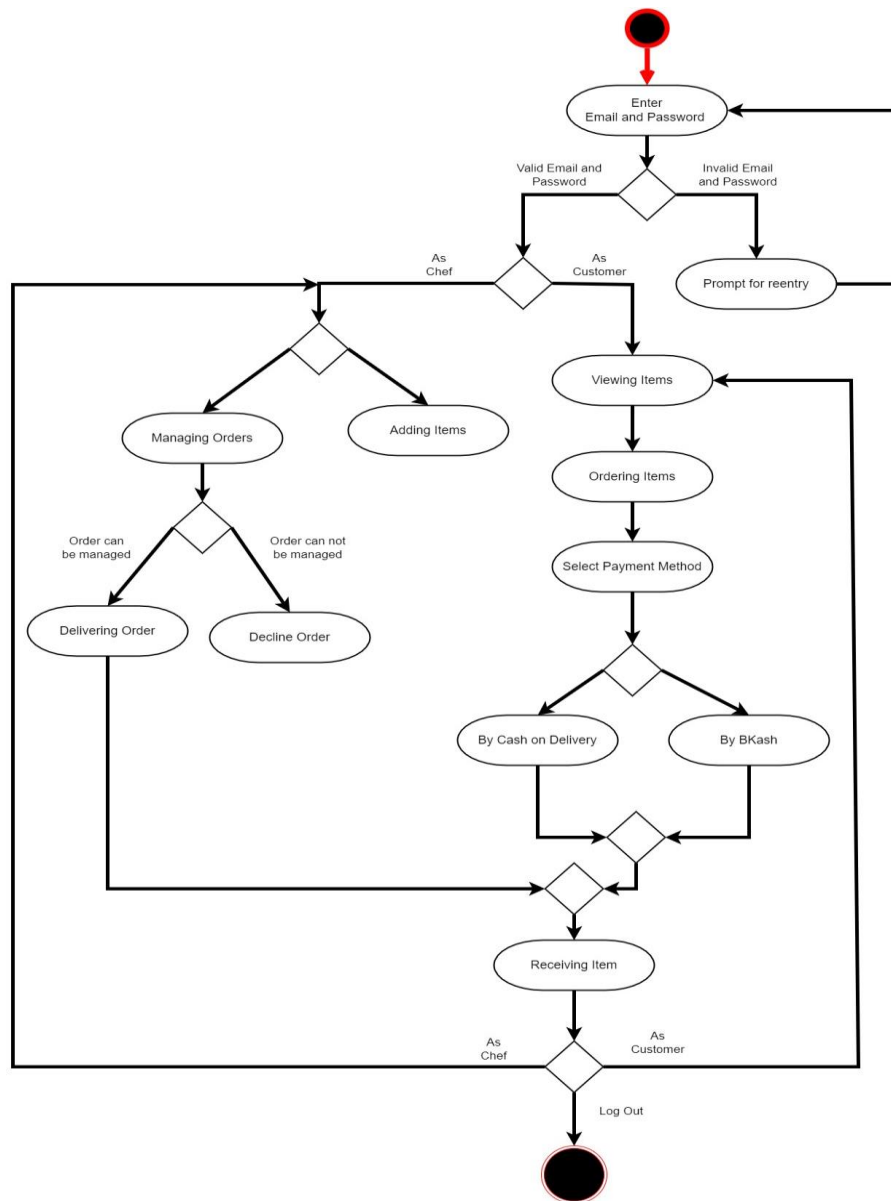 Enter
Email and Password
Valid Email and
Password
Invalid Email
and Password
As
Chef
As
Customer
Prompt for reentry
Viewing Items
Managing Orders
Adding Items
Ordering Items
Order can
be managed
Order can not
be managed
Select Payment Method
Delivering Order
Decline Order
By Cash on Delivery
By BKash
Receiving Item
As
Chef
As
Customer
Log Out